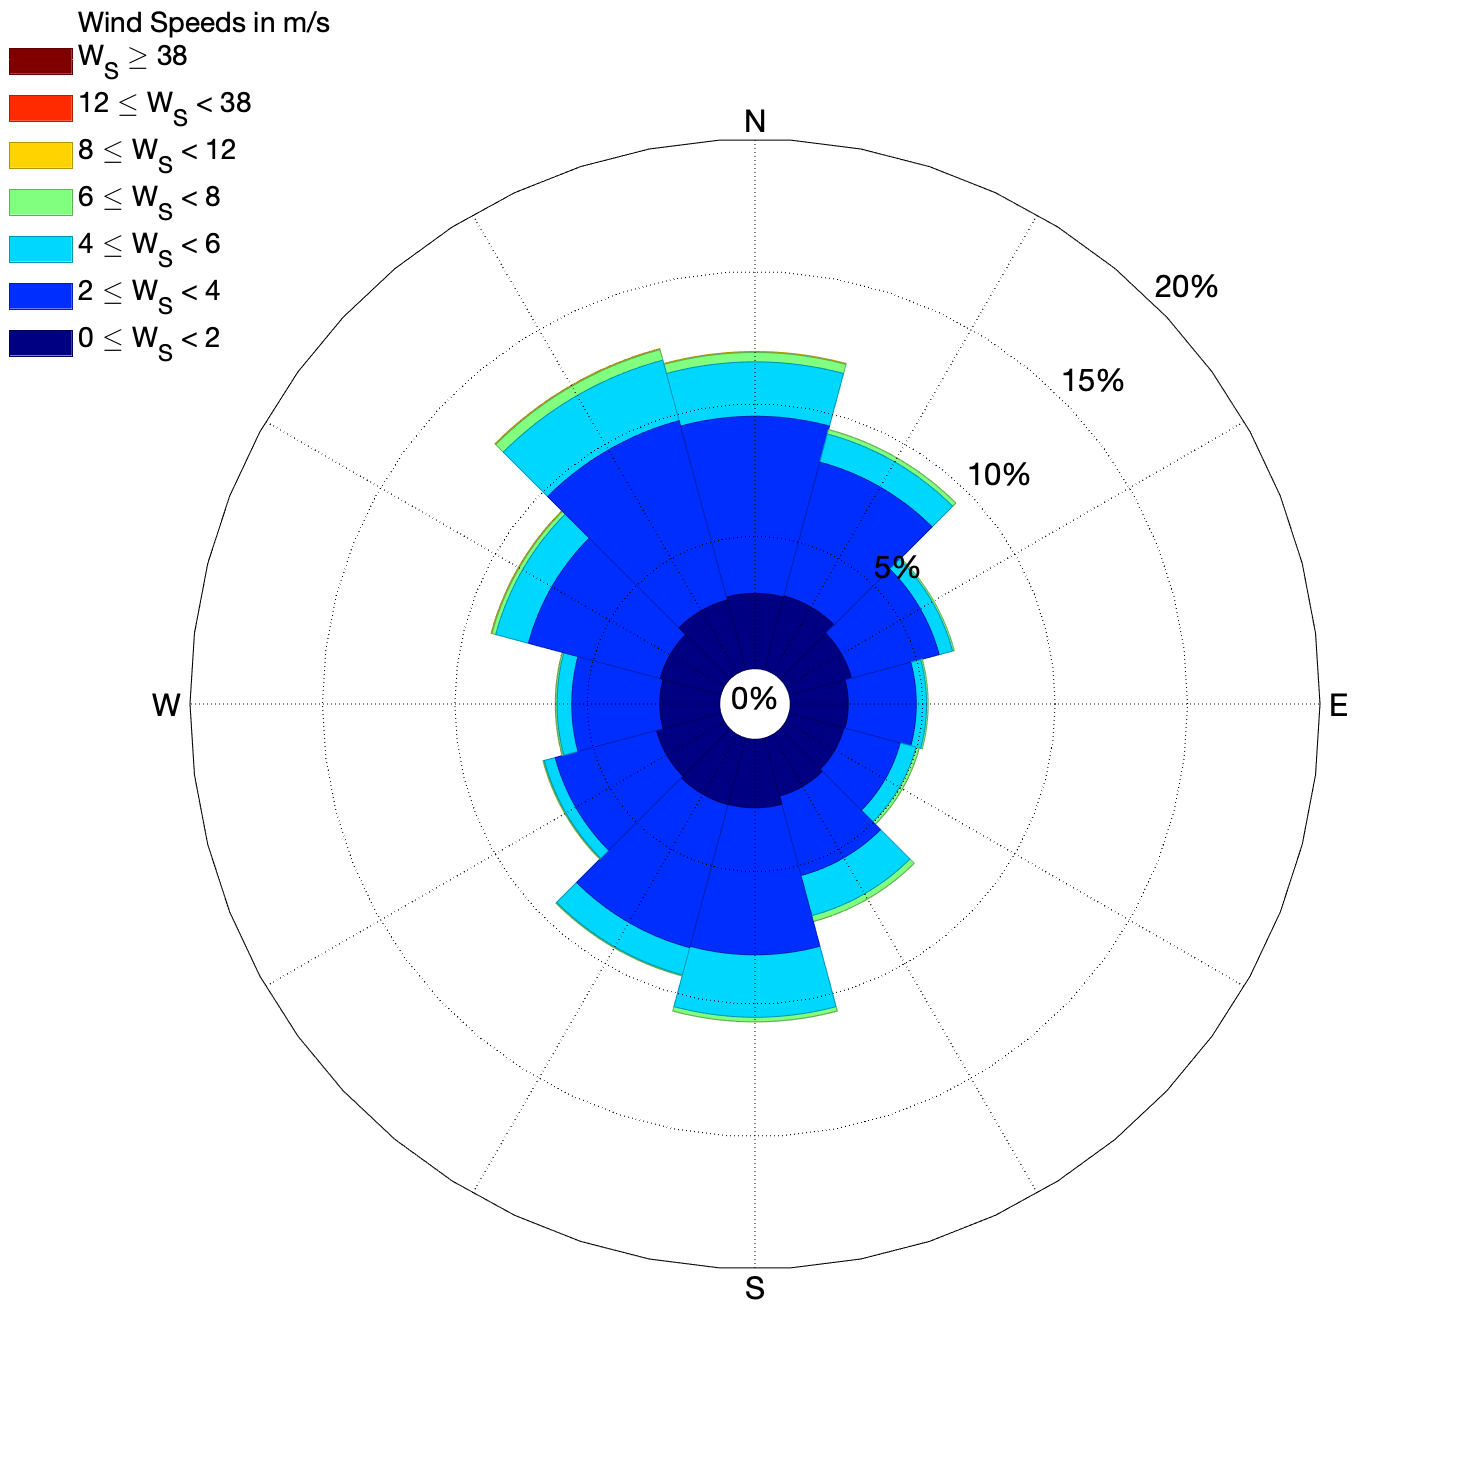 Wind Speeds in m/s
W_S ≥ 38
12 ≤ W_S < 38
8 ≤ W_S < 12
6 ≤ W_S < 8
4 ≤ W_S < 6
2 ≤ W_S < 4
0 ≤ W_S < 2
N
20%
15%
10%
5%
W
0%
E
S